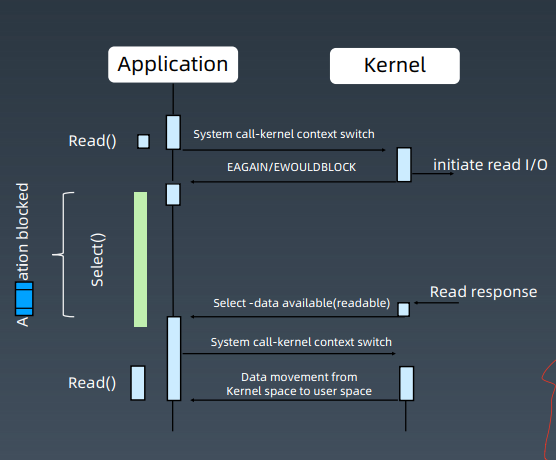 Application
Kernel
Read()
System call-kernel context switch
EAGAIN/EWOULDBLOCK
initiate read I/O
ation blocked
Select()
Read response
Select -data available(readable)
System call-kernel context switch
Read()
Data movement from
Kernel space to user space